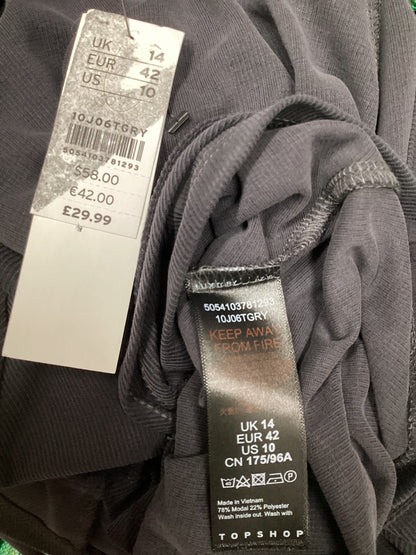 UK 14
EUR 42
US 10
10J06TGRY
5054103781293
$58.00
€42.00
£29.99
5054103781293
10J06TGRY
KEEP AWAY
FROM FIRE
UK 14
EUR 42
US 10
CN 175/96A
Made in Vietnam
78% Modal 22% Polyester
Wash inside out. Wash with
TOPSHOP